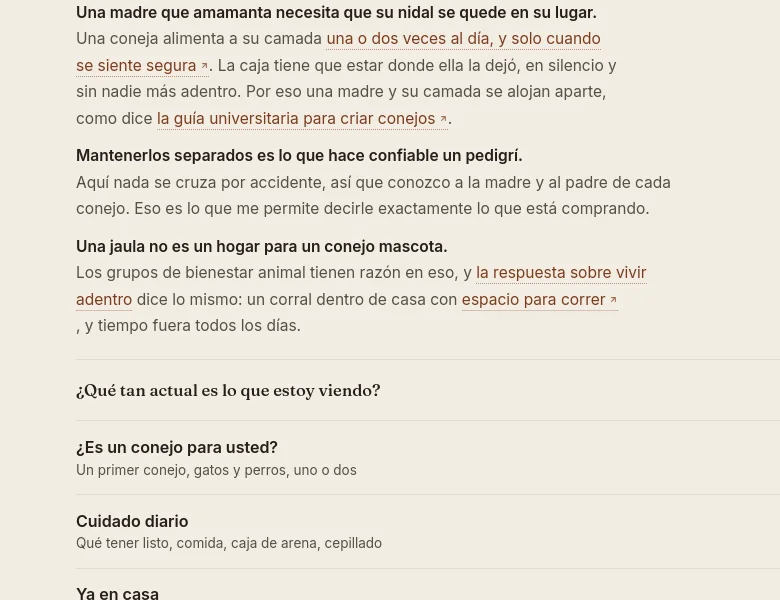 Una madre que amamanta necesita que su nidal se quede en su lugar.
Una coneja alimenta a su camada una o dos veces al día, y solo cuando
se siente segura ↗. La caja tiene que estar donde ella la dejó, en silencio y
sin nadie más adentro. Por eso una madre y su camada se alojan aparte,
como dice la guía universitaria para criar conejos ↗.
Mantenerlos separados es lo que hace confiable un pedigrí.
Aquí nada se cruza por accidente, así que conozco a la madre y al padre de cada
conejo. Eso es lo que me permite decirle exactamente lo que está comprando.
Una jaula no es un hogar para un conejo mascota.
Los grupos de bienestar animal tienen razón en eso, y la respuesta sobre vivir
adentro dice lo mismo: un corral dentro de casa con espacio para correr ↗
, y tiempo fuera todos los días.
¿Qué tan actual es lo que estoy viendo?
¿Es un conejo para usted?
Un primer conejo, gatos y perros, uno o dos
Cuidado diario
Qué tener listo, comida, caja de arena, cepillado
Ya en casa